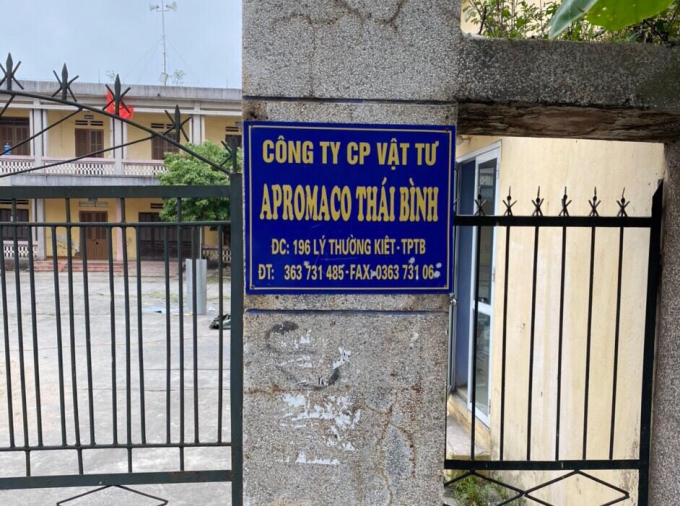 CÔNG TY CP VẬT TƯ
APROMACO THÁI BÌNH
ĐC: 196 LÝ THƯỜNG KIỆT-TPTB
ĐT: 363 731 485-FAX 0363 731 06